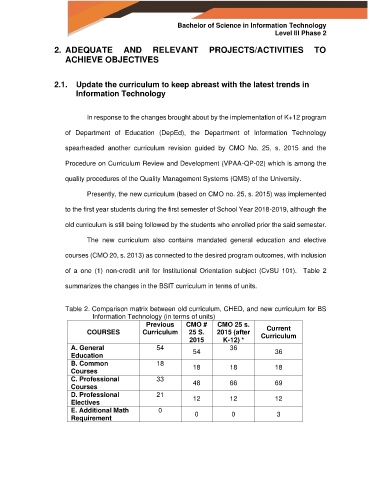 Bachelor of Science in Information Technology
Level III Phase 2
2. ADEQUATE AND RELEVANT PROJECTS/ACTIVITIES TO
ACHIEVE OBJECTIVES
2.1. Update the curriculum to keep abreast with the latest trends in
Information Technology
In response to the changes brought about by the implementation of K+12 program
of Department of Education (DepEd), the Department of Information Technology
spearheaded another curriculum revision guided by CMO No. 25, s. 2015 and the
Procedure on Curriculum Review and Development (VPAA-QP-02) which is among the
quality procedures of the Quality Management Systems (QMS) of the University.
Presently, the new curriculum (based on CMO no. 25, s. 2015) was implemented
to the first year students during the first semester of School Year 2018-2019, although the
old curriculum is still being followed by the students who enrolled prior the said semester.
The new curriculum also contains mandated general education and elective
courses (CMO 20, s. 2013) as connected to the desired program outcomes, with inclusion
of a one (1) non-credit unit for Institutional Orientation subject (CvSU 101). Table 2
summarizes the changes in the BSIT curriculum in terms of units.
Table 2. Comparison matrix between old curriculum, CHED, and new curriculum for BS
Information Technology (in terms of units)
COURSES Previous Curriculum CMO # 25 S. 2015 CMO 25 s. 2015 (after K-12) * Current Curriculum
A. General Education 54 54 36 36
B. Common Courses 18 18 18 18
C. Professional Courses 33 48 66 69
D. Professional Electives 21 12 12 12
E. Additional Math Requirement 0 0 0 3